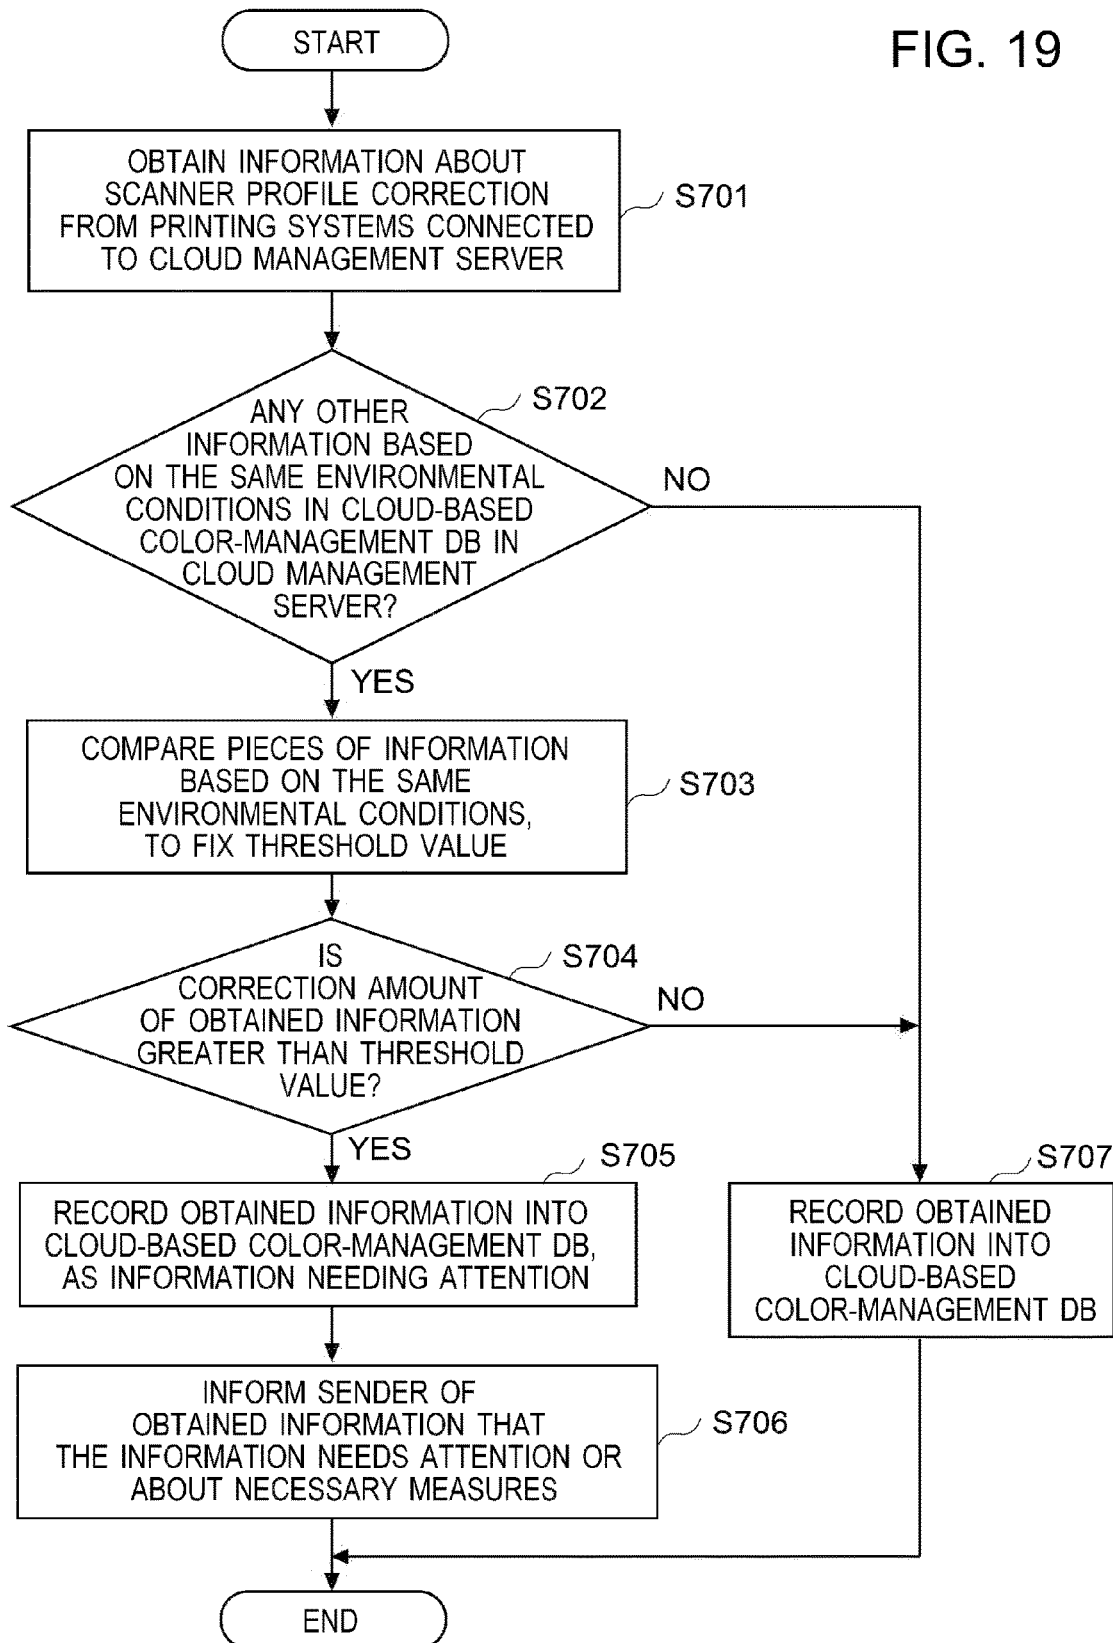 START
FIG. 19
OBTAIN INFORMATION ABOUT
SCANNER PROFILE CORRECTION
FROM PRINTING SYSTEMS CONNECTED
TO CLOUD MANAGEMENT SERVER
S701
S702
ANY OTHER
INFORMATION BASED
ON THE SAME ENVIRONMENTAL
CONDITIONS IN CLOUD-BASED
COLOR-MANAGEMENT DB IN
CLOUD MANAGEMENT
SERVER?
NO
YES
COMPARE PIECES OF INFORMATION
BASED ON THE SAME
ENVIRONMENTAL CONDITIONS,
TO FIX THRESHOLD VALUE
S703
S704
IS
CORRECTION AMOUNT
OF OBTAINED INFORMATION
GREATER THAN THRESHOLD
VALUE?
NO
YES
S705
RECORD OBTAINED INFORMATION INTO
CLOUD-BASED COLOR-MANAGEMENT DB,
AS INFORMATION NEEDING ATTENTION
S707
RECORD OBTAINED
INFORMATION INTO
CLOUD-BASED
COLOR-MANAGEMENT DB
INFORM SENDER OF
OBTAINED INFORMATION THAT
THE INFORMATION NEEDS ATTENTION OR
ABOUT NECESSARY MEASURES
S706
END